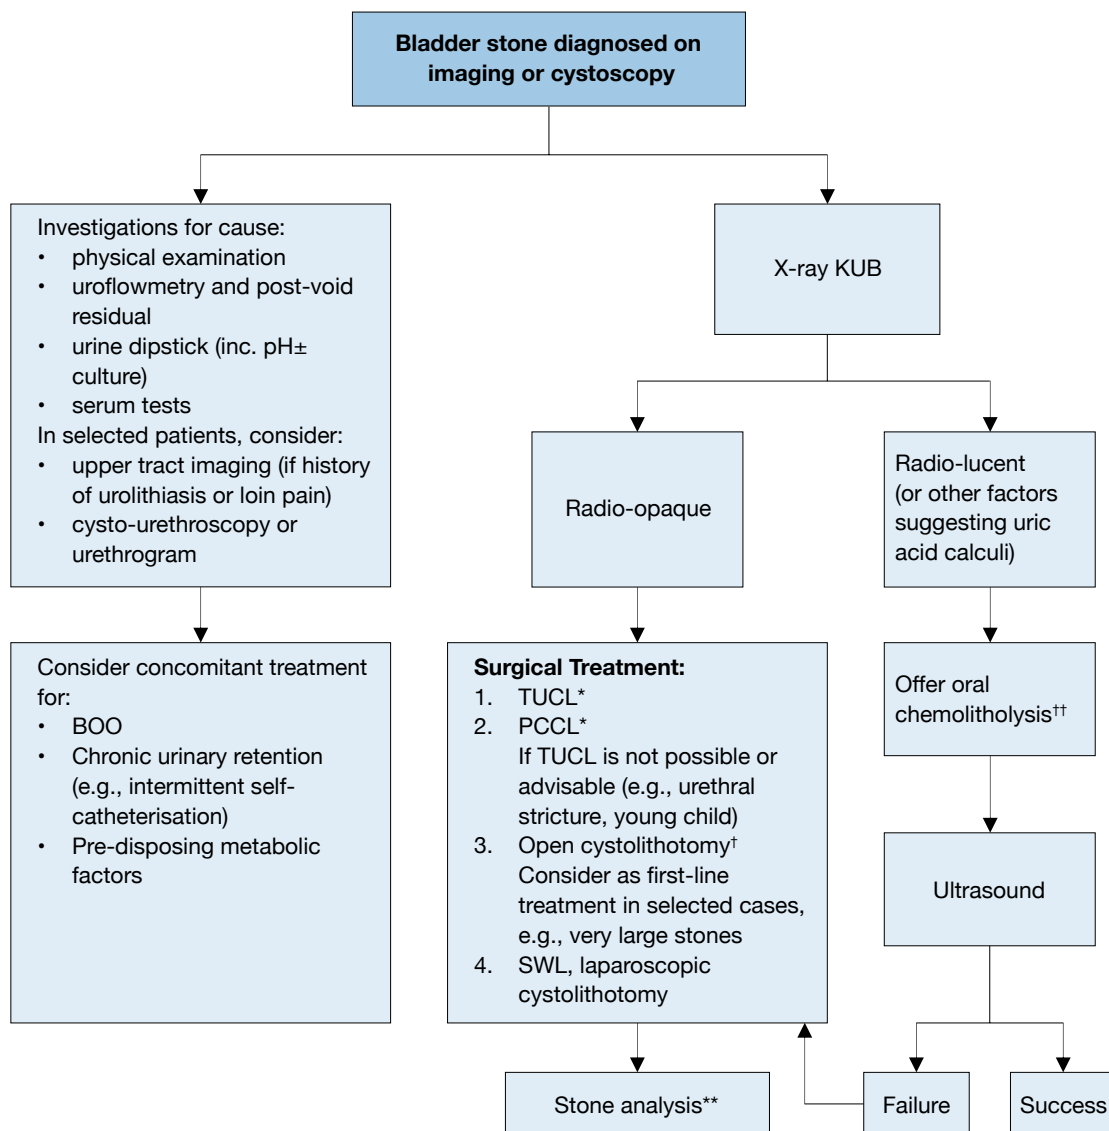 Bladder stone diagnosed on
imaging or cystoscopy
Investigations for cause:
• physical examination
• uroflowmetry and post-void
residual
• urine dipstick (inc. pH±
culture)
• serum tests
In selected patients, consider:
• upper tract imaging (if history
of urolithiasis or loin pain)
• cysto-urethroscopy or
urethrogram
X-ray KUB
Radio-opaque
Radio-lucent
(or other factors
suggesting uric
acid calculi)
Consider concomitant treatment
for:
• BOO
• Chronic urinary retention
(e.g., intermittent self-
catheterisation)
• Pre-disposing metabolic
factors
Surgical Treatment:
1. TUCL*
2. PCCL*
If TUCL is not possible or
advisable (e.g., urethral
stricture, young child)
3. Open cystolithotomy†
Consider as first-line
treatment in selected cases,
e.g., very large stones
4. SWL, laparoscopic
cystolithotomy
Offer oral
chemolitholysis††
Ultrasound
Stone analysis**
Failure
Success